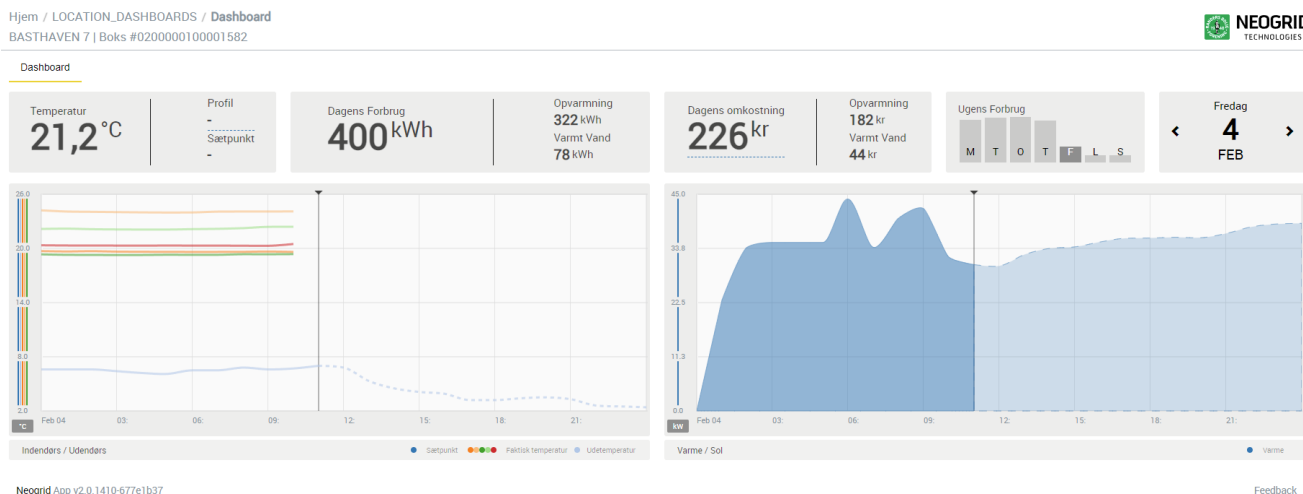 Hjem / LOCATION_DASHBOARDS / Dashboard
BASTHAVEN 7 | Boks #0200000100001582
NEOGRID
TECHNOLOGIES
Dashboard
Temperatur
21,2°C
Profil
-
Sætpunkt
-
Dagens Forbrug
400kWh
Opvarmning
322 kWh
Varmt Vand
78 kWh
Dagens omkostning
226kr
Opvarmning
182 kr
Varmt Vand
44 kr
Ugens Forbrug
M T O T F L S
Fredag
‹ 4 ›
FEB
26.0
20.0
14.0
8.0
2.0
°C
Feb 04 03: 06: 09: 12: 15: 18: 21:
Indendørs / Udendørs
Sætpunkt Faktisk temperatur Udetemperatur
45.0
33.8
22.5
11.3
0.0
kW
Feb 04 03: 06: 09: 12: 15: 18: 21:
Varme / Sol
Varme
Neogrid App v2.0.1410-677e1b37
Feedback